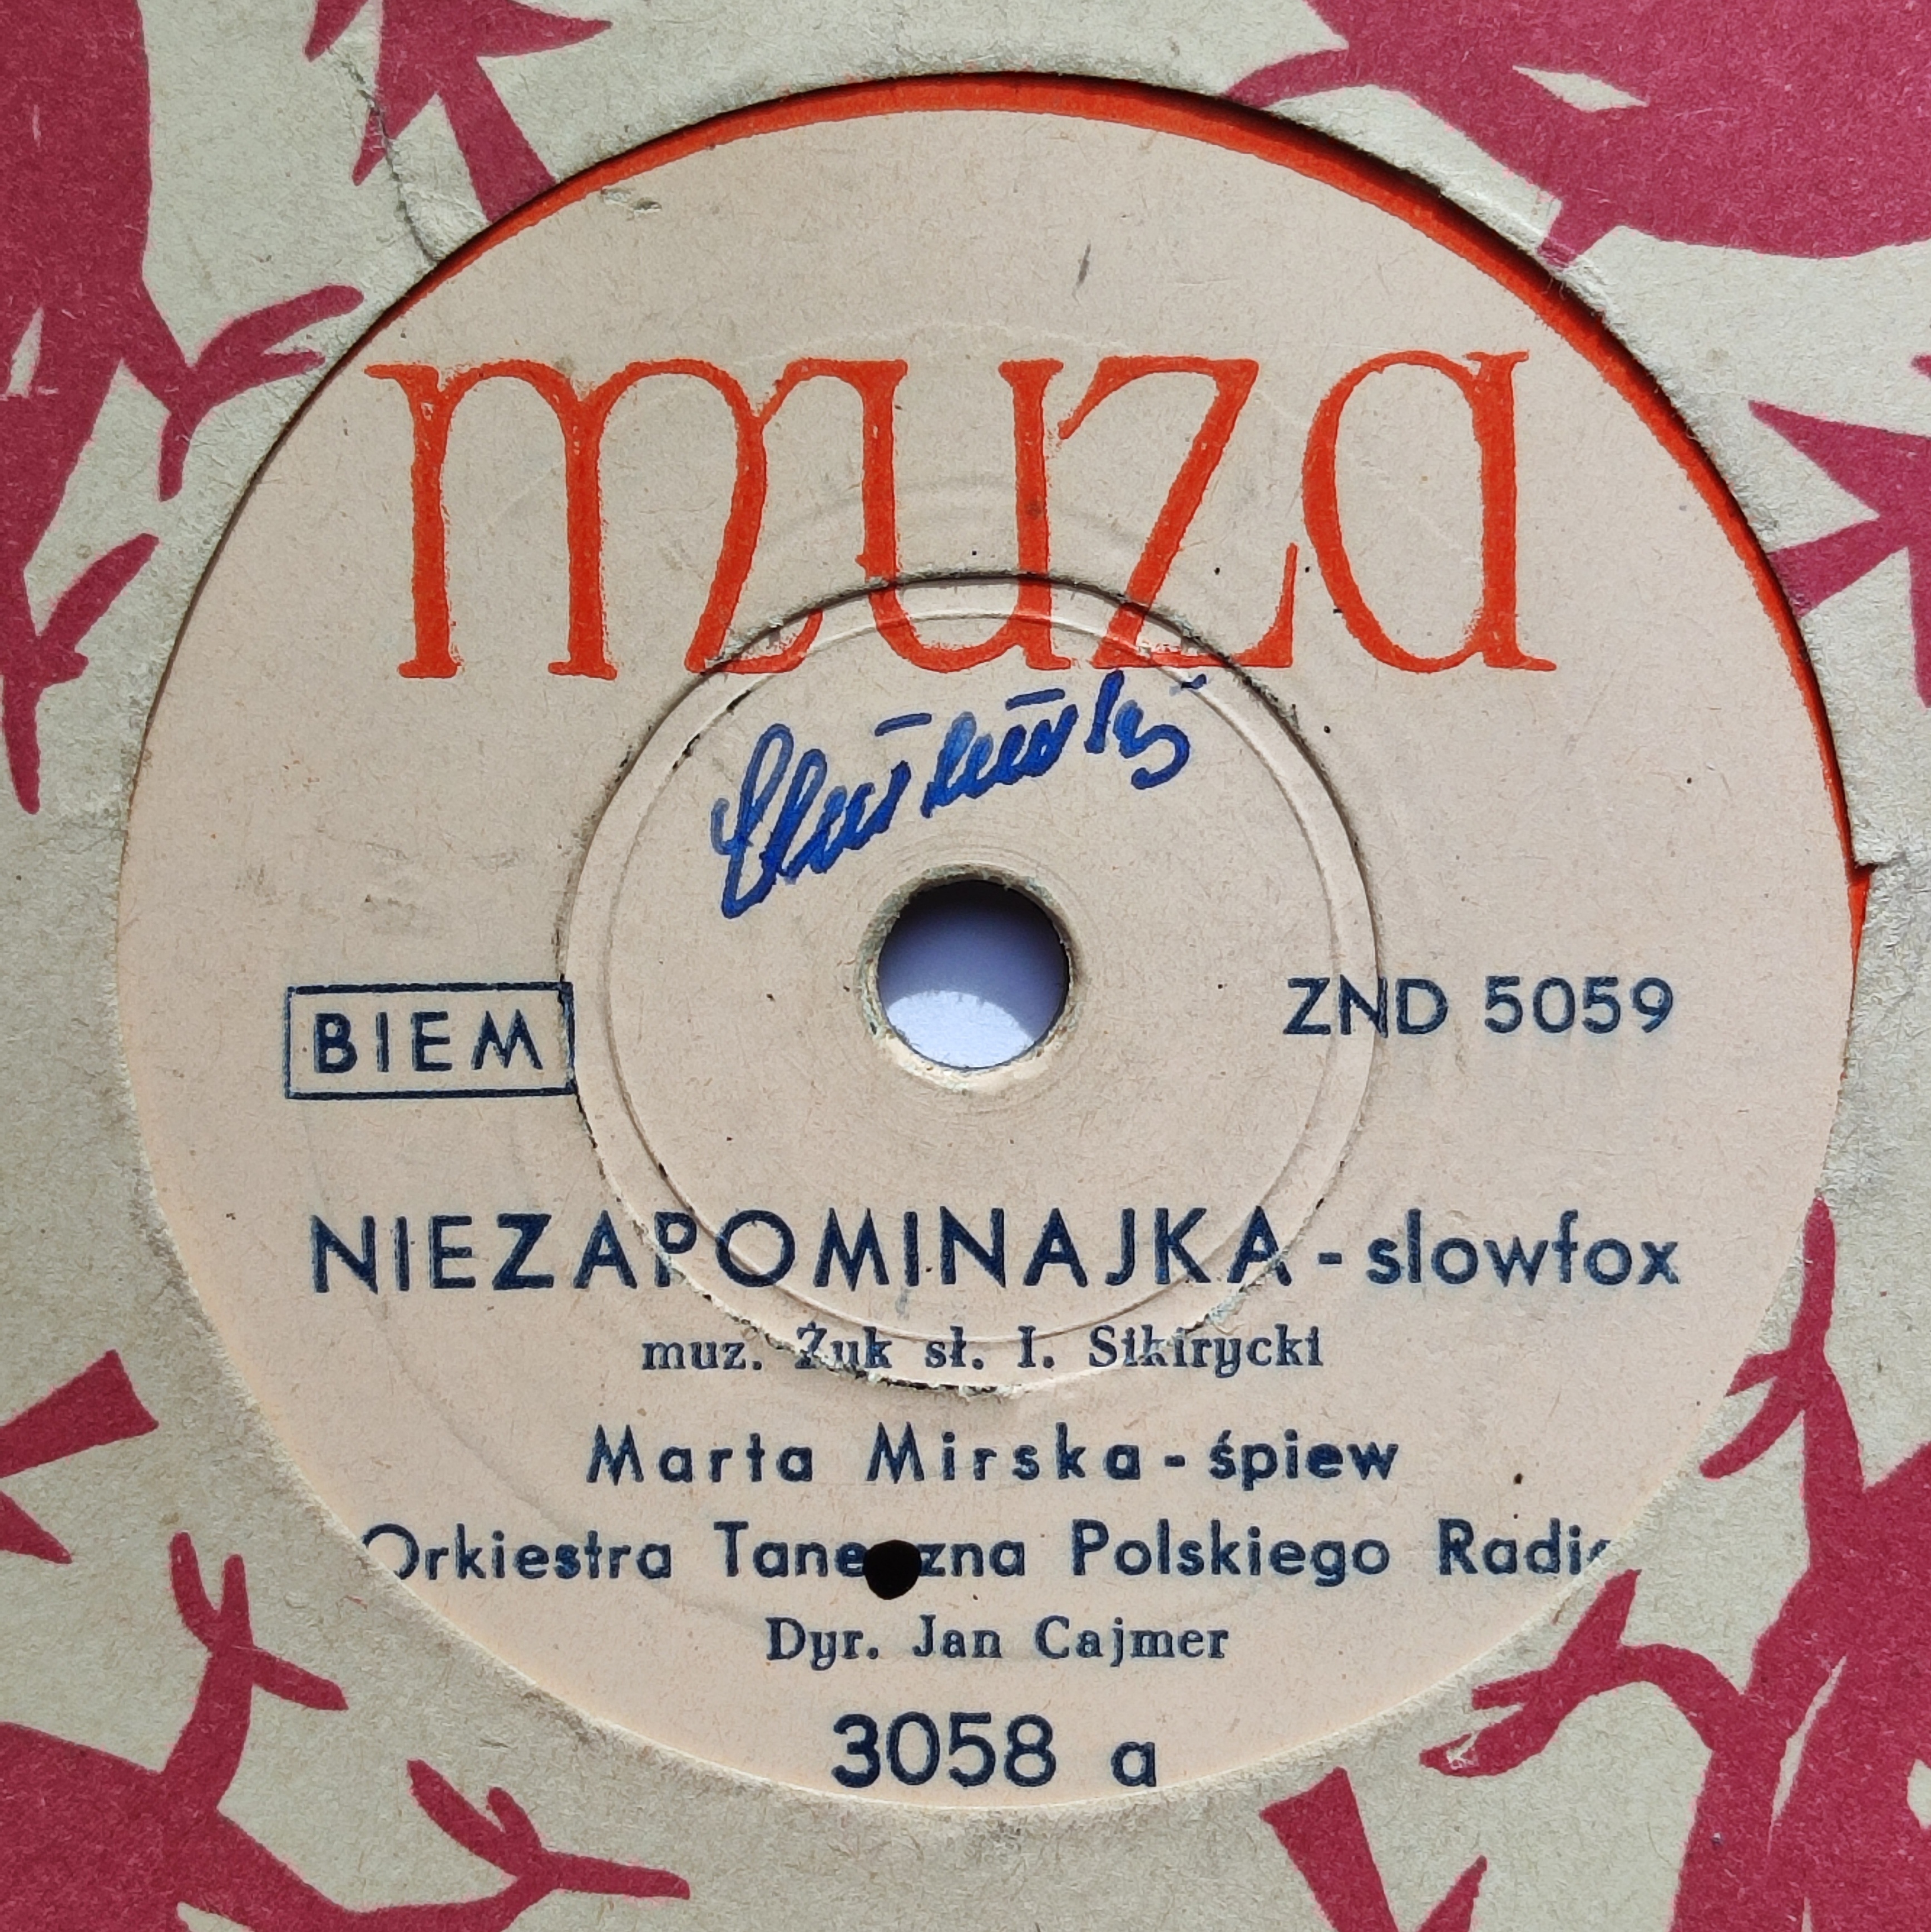 muza
BIEM
ZND 5059
NIEZAPOMINAJKA - slowfox
muz. Żuk sł. I. Sikirycki
Marta Mirska - śpiew
Orkiestra Taneczna Polskiego Radio
Dyr. Jan Cajmer
3058 a